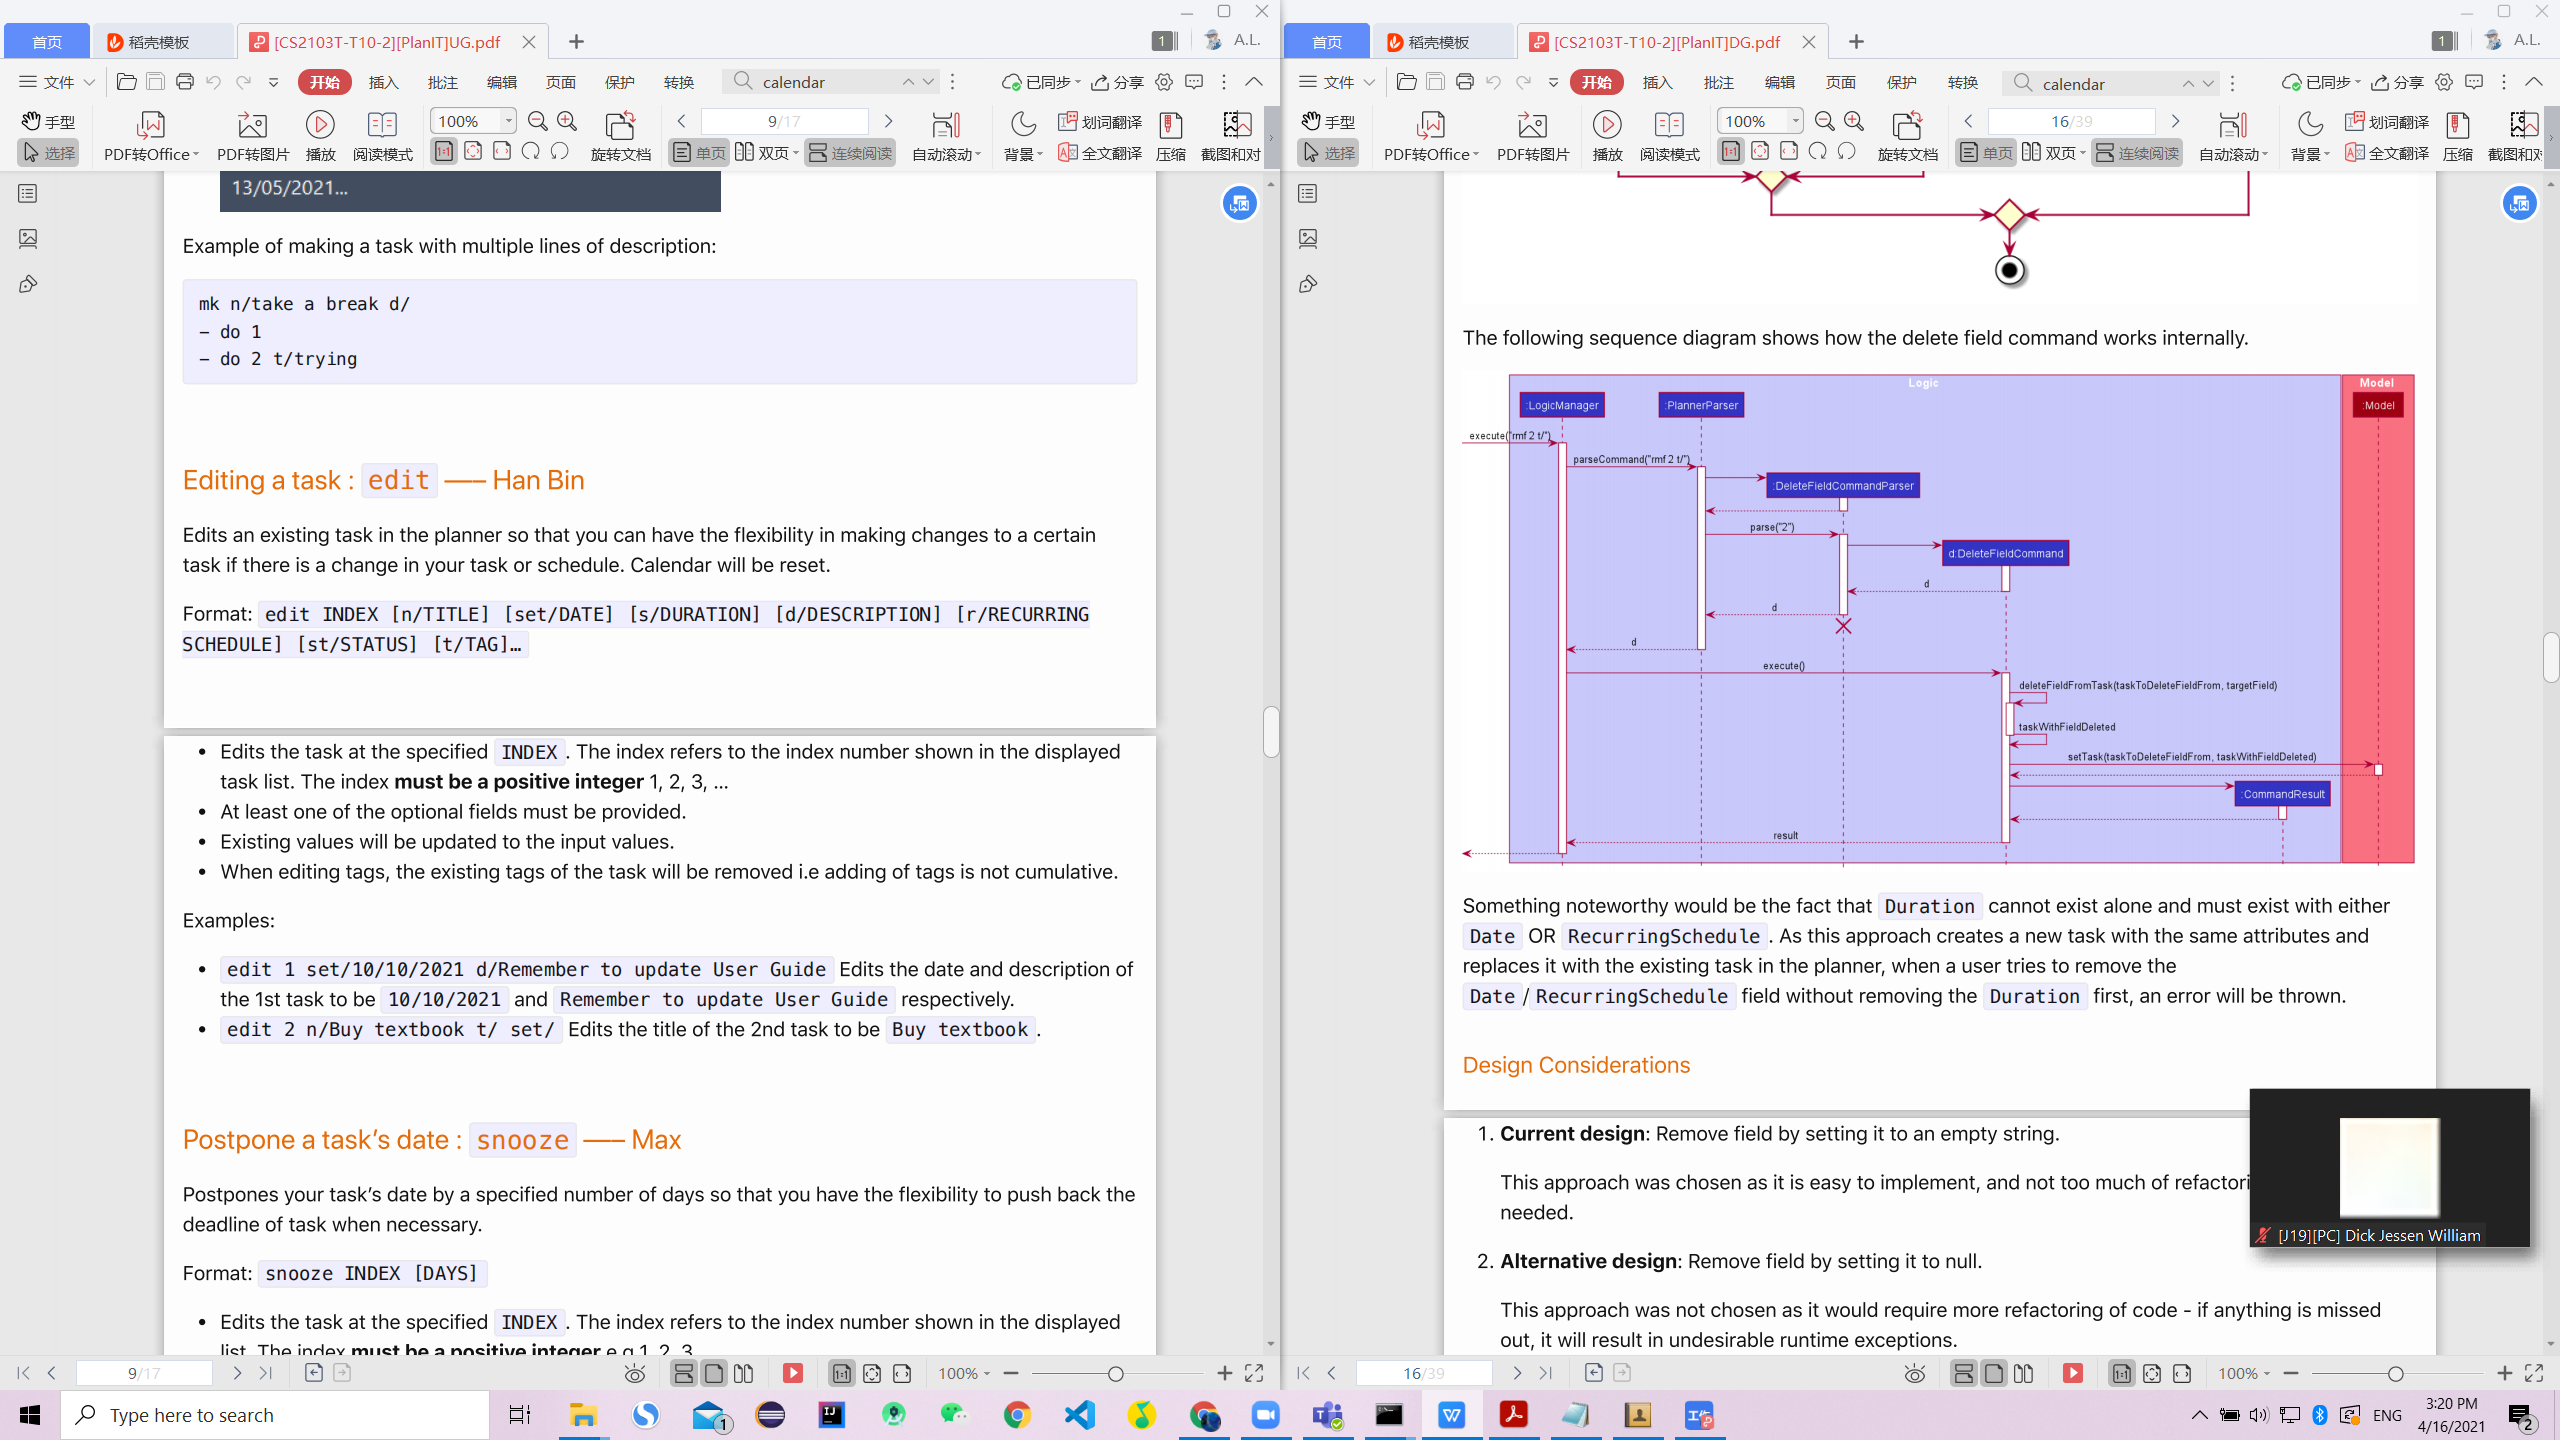 首页
稻壳模板
[CS2103T-T10-2][PlanIT]UG.pdf
1
A.L.
文件
开始
插入
批注
编辑
页面
保护
转换
calendar
已同步
分享
手型
选择
PDF转Office
PDF转图片
播放
阅读模式
100%
旋转文档
9/17
单页
双页
连续阅读
自动滚动
背景
划词翻译
全文翻译
压缩
截图和对
13/05/2021...
Example of making a task with multiple lines of description:
mk n/take a break d/
– do 1
– do 2 t/trying
Editing a task : edit —–– Han Bin
Edits an existing task in the planner so that you can have the flexibility in making changes to a certain
task if there is a change in your task or schedule. Calendar will be reset.
Format: edit INDEX [n/TITLE] [set/DATE] [s/DURATION] [d/DESCRIPTION] [r/RECURRING
SCHEDULE] [st/STATUS] [t/TAG]…
• Edits the task at the specified INDEX. The index refers to the index number shown in the displayed
task list. The index must be a positive integer 1, 2, 3, …
• At least one of the optional fields must be provided.
• Existing values will be updated to the input values.
• When editing tags, the existing tags of the task will be removed i.e adding of tags is not cumulative.
Examples:
• edit 1 set/10/10/2021 d/Remember to update User Guide Edits the date and description of
the 1st task to be 10/10/2021 and Remember to update User Guide respectively.
• edit 2 n/Buy textbook t/ set/ Edits the title of the 2nd task to be Buy textbook.
Postpone a task’s date : snooze —–– Max
Postpones your task’s date by a specified number of days so that you have the flexibility to push back the
deadline of task when necessary.
Format: snooze INDEX [DAYS]
• Edits the task at the specified INDEX. The index refers to the index number shown in the displayed
list. The index must be a positive integer e.g 1, 2, 3
9/17
100%
首页
稻壳模板
[CS2103T-T10-2][PlanIT]DG.pdf
1
A.L.
文件
开始
插入
批注
编辑
页面
保护
转换
calendar
已同步
分享
手型
选择
PDF转Office
PDF转图片
播放
阅读模式
100%
旋转文档
16/39
单页
双页
连续阅读
自动滚动
背景
划词翻译
全文翻译
压缩
截图和对
The following sequence diagram shows how the delete field command works internally.
Logic
Model
:LogicManager
:PlannerParser
:Model
execute("rmf 2 t/")
parseCommand("rmf 2 t/")
:DeleteFieldCommandParser
parse("2")
d:DeleteFieldCommand
d
d
d
execute()
deleteFieldFromTask(taskToDeleteFieldFrom, targetField)
taskWithFieldDeleted
setTask(taskToDeleteFieldFrom, taskWithFieldDeleted)
:CommandResult
result
Something noteworthy would be the fact that Duration cannot exist alone and must exist with either
Date OR RecurringSchedule. As this approach creates a new task with the same attributes and
replaces it with the existing task in the planner, when a user tries to remove the
Date/RecurringSchedule field without removing the Duration first, an error will be thrown.
Design Considerations
1. Current design: Remove field by setting it to an empty string.
This approach was chosen as it is easy to implement, and not too much of refactori
needed.
2. Alternative design: Remove field by setting it to null.
This approach was not chosen as it would require more refactoring of code - if anything is missed
out, it will result in undesirable runtime exceptions.
[J19][PC] Dick Jessen William
16/39
100%
Type here to search
1
ENG
3:20 PM
4/16/2021
2